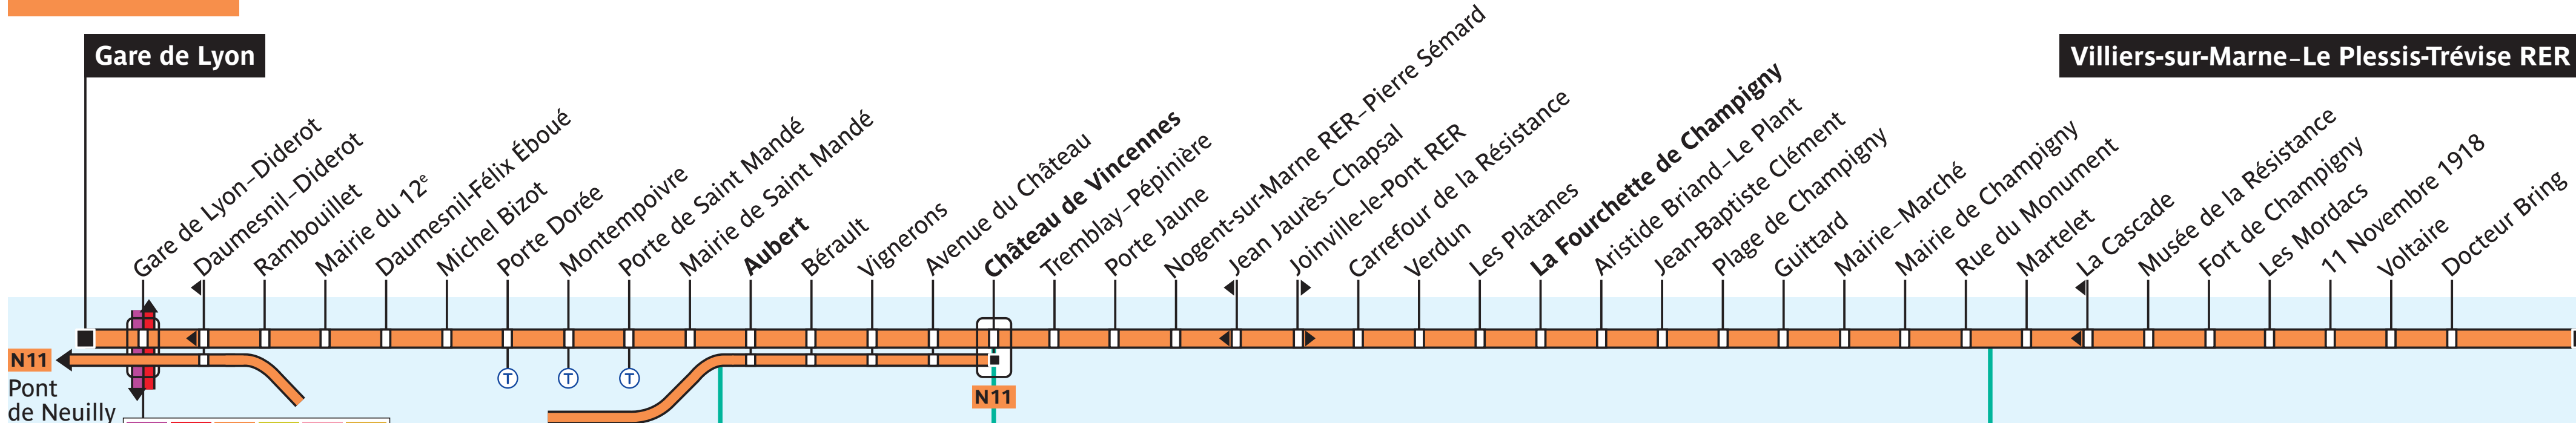 Gare de Lyon
Villiers-sur-Marne–Le Plessis-Trévise RER
Gare de Lyon–Diderot
Daumesnil–Diderot
Rambouillet
Mairie du 12e
Daumesnil-Félix Éboué
Michel Bizot
Porte Dorée
Montempoivre
Porte de Saint Mandé
Mairie de Saint Mandé
Aubert
Bérault
Vignerons
Avenue du Château
Château de Vincennes
Tremblay–Pépinière
Porte Jaune
Nogent-sur-Marne RER–Pierre Sémard
Jean Jaurès–Chapsal
Joinville-le-Pont RER
Carrefour de la Résistance
Verdun
Les Platanes
La Fourchette de Champigny
Aristide Briand–Le Plant
Jean-Baptiste Clément
Plage de Champigny
Guittard
Mairie–Marché
Mairie de Champigny
Rue du Monument
Martelet
La Cascade
Musée de la Résistance
Fort de Champigny
Les Mordacs
11 Novembre 1918
Voltaire
Docteur Bring
N11
Pont
de Neuilly
T
T
T
N11